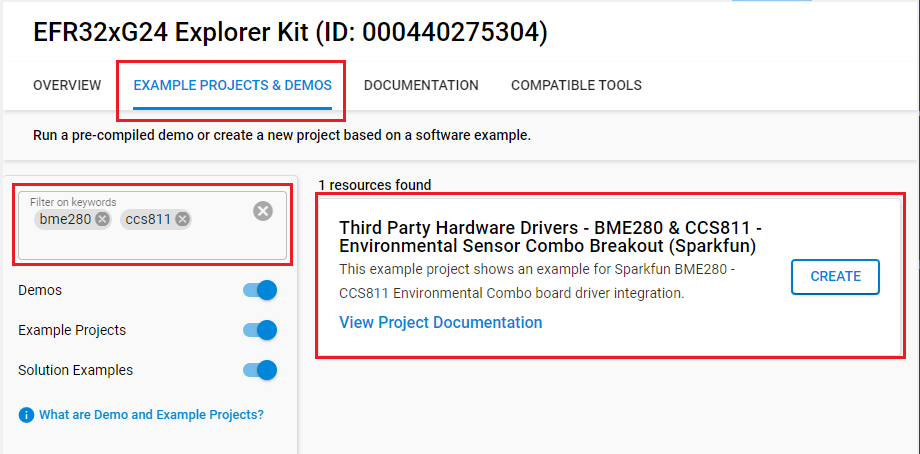 EFR32xG24 Explorer Kit (ID: 000440275304)
OVERVIEW EXAMPLE PROJECTS & DEMOS DOCUMENTATION COMPATIBLE TOOLS
Run a pre-compiled demo or create a new project based on a software example.
Filter on keywords
bme280 ccs811
Demos
Example Projects
Solution Examples
What are Demo and Example Projects?
1 resources found
Third Party Hardware Drivers - BME280 & CCS811 -
Environmental Sensor Combo Breakout (Sparkfun)
This example project shows an example for Sparkfun BME280 -
CCS811 Environmental Combo board driver integration.
View Project Documentation
CREATE